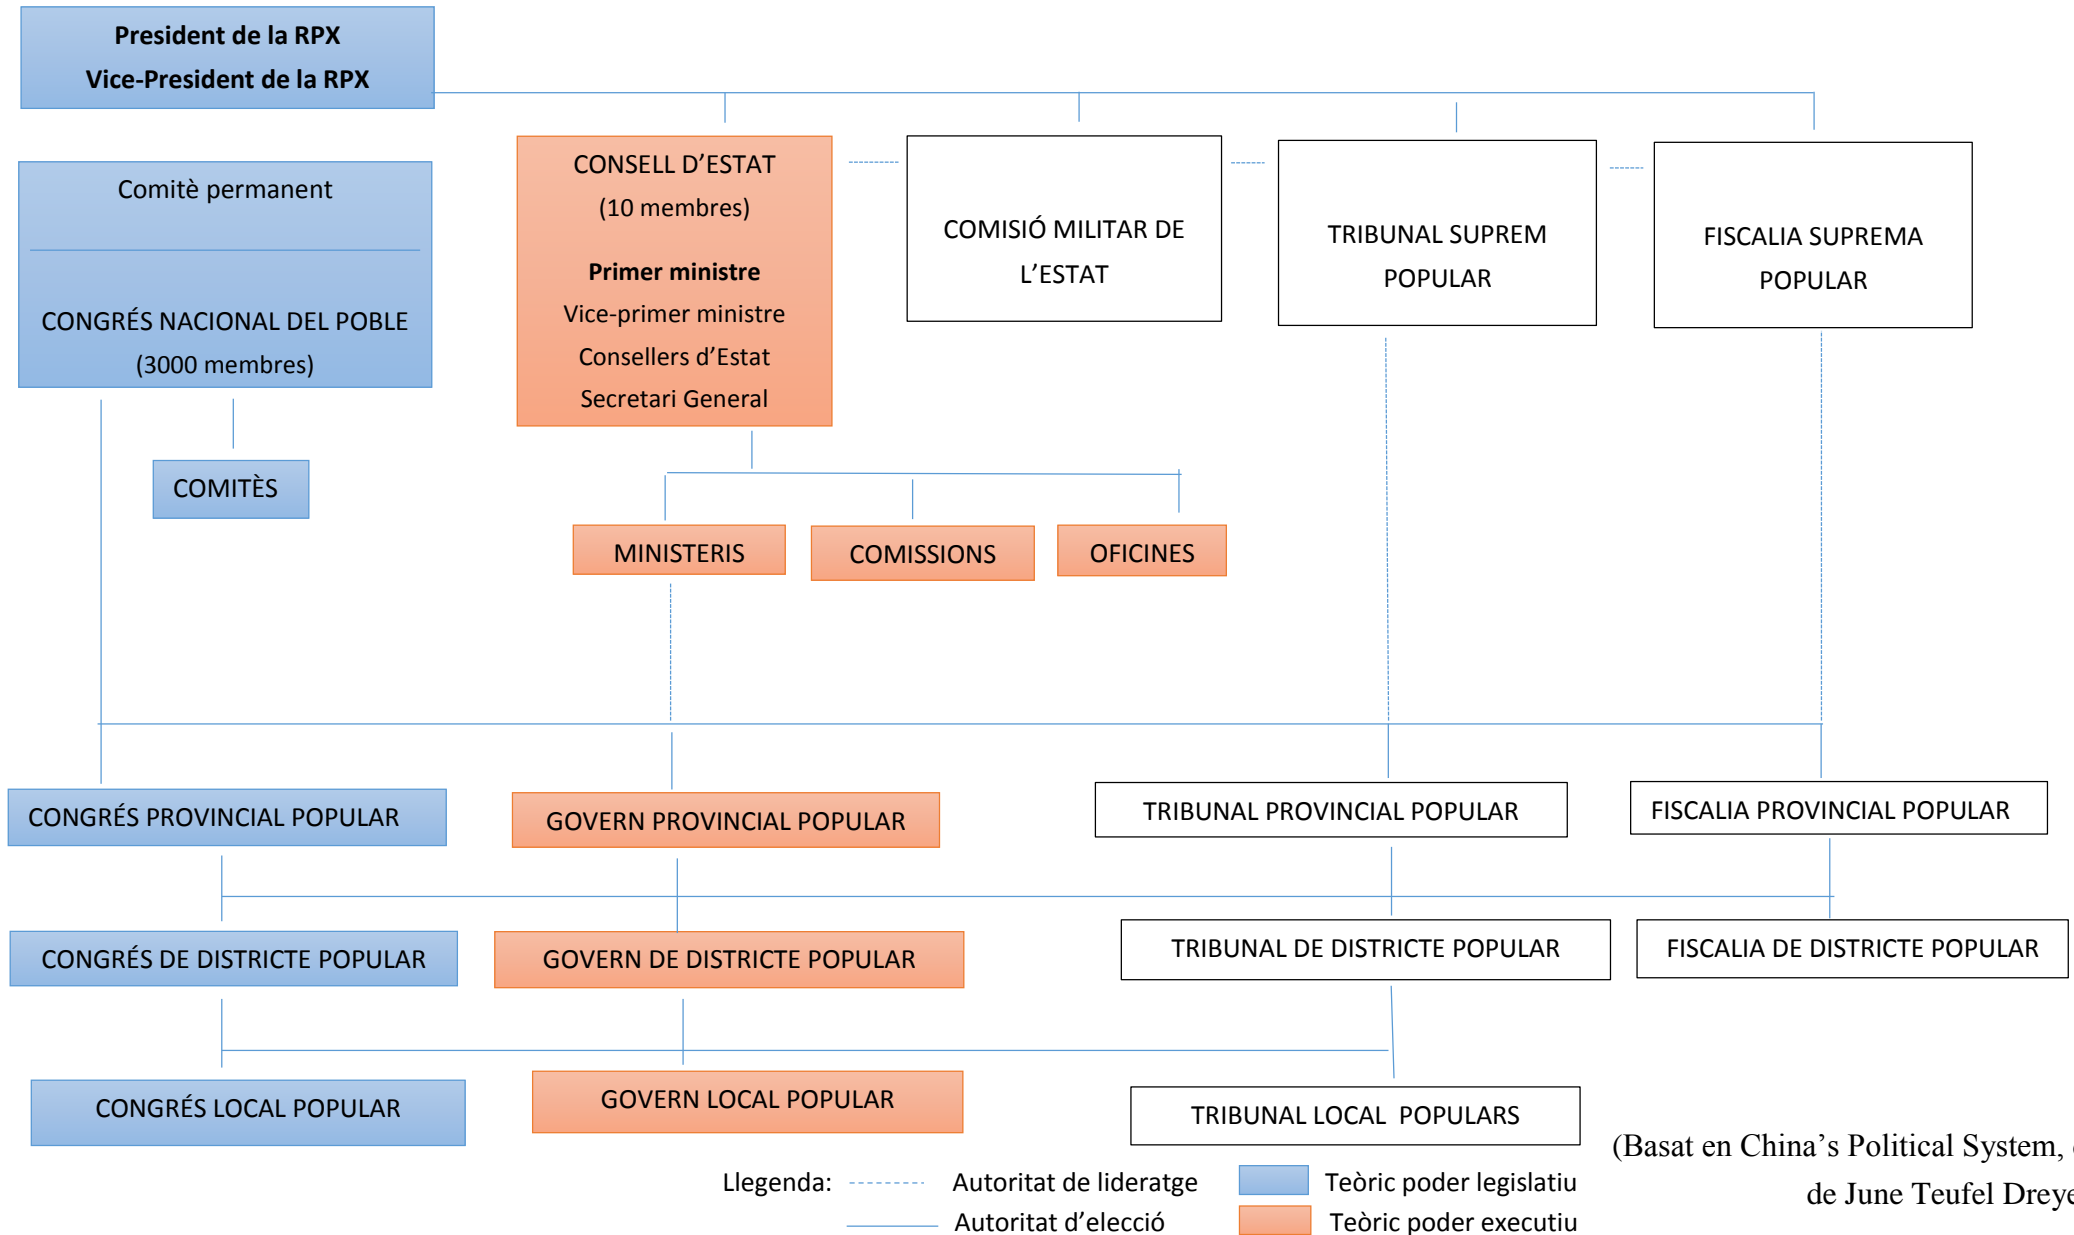 President de la RPX
Vice-President de la RPX
Comitè permanent
CONGRÉS NACIONAL DEL POBLE
(3000 membres)
CONSELL D’ESTAT
(10 membres)
Primer ministre
Vice-primer ministre
Consellers d’Estat
Secretari General
COMISIÓ MILITAR DE
L’ESTAT
TRIBUNAL SUPREM
POPULAR
FISCALIA SUPREMA
POPULAR
COMITÈS
MINISTERIS
COMISSIONS
OFICINES
CONGRÉS PROVINCIAL POPULAR
GOVERN PROVINCIAL POPULAR
TRIBUNAL PROVINCIAL POPULAR
FISCALIA PROVINCIAL POPULAR
CONGRÉS DE DISTRICTE POPULAR
GOVERN DE DISTRICTE POPULAR
TRIBUNAL DE DISTRICTE POPULAR
FISCALIA DE DISTRICTE POPULAR
CONGRÉS LOCAL POPULAR
GOVERN LOCAL POPULAR
TRIBUNAL LOCAL POPULARS
(Basat en China’s Political System,
de June Teufel Dreye
Llegenda:
Autoritat de lideratge
Teòric poder legislatiu
Autoritat d’elecció
Teòric poder executiu